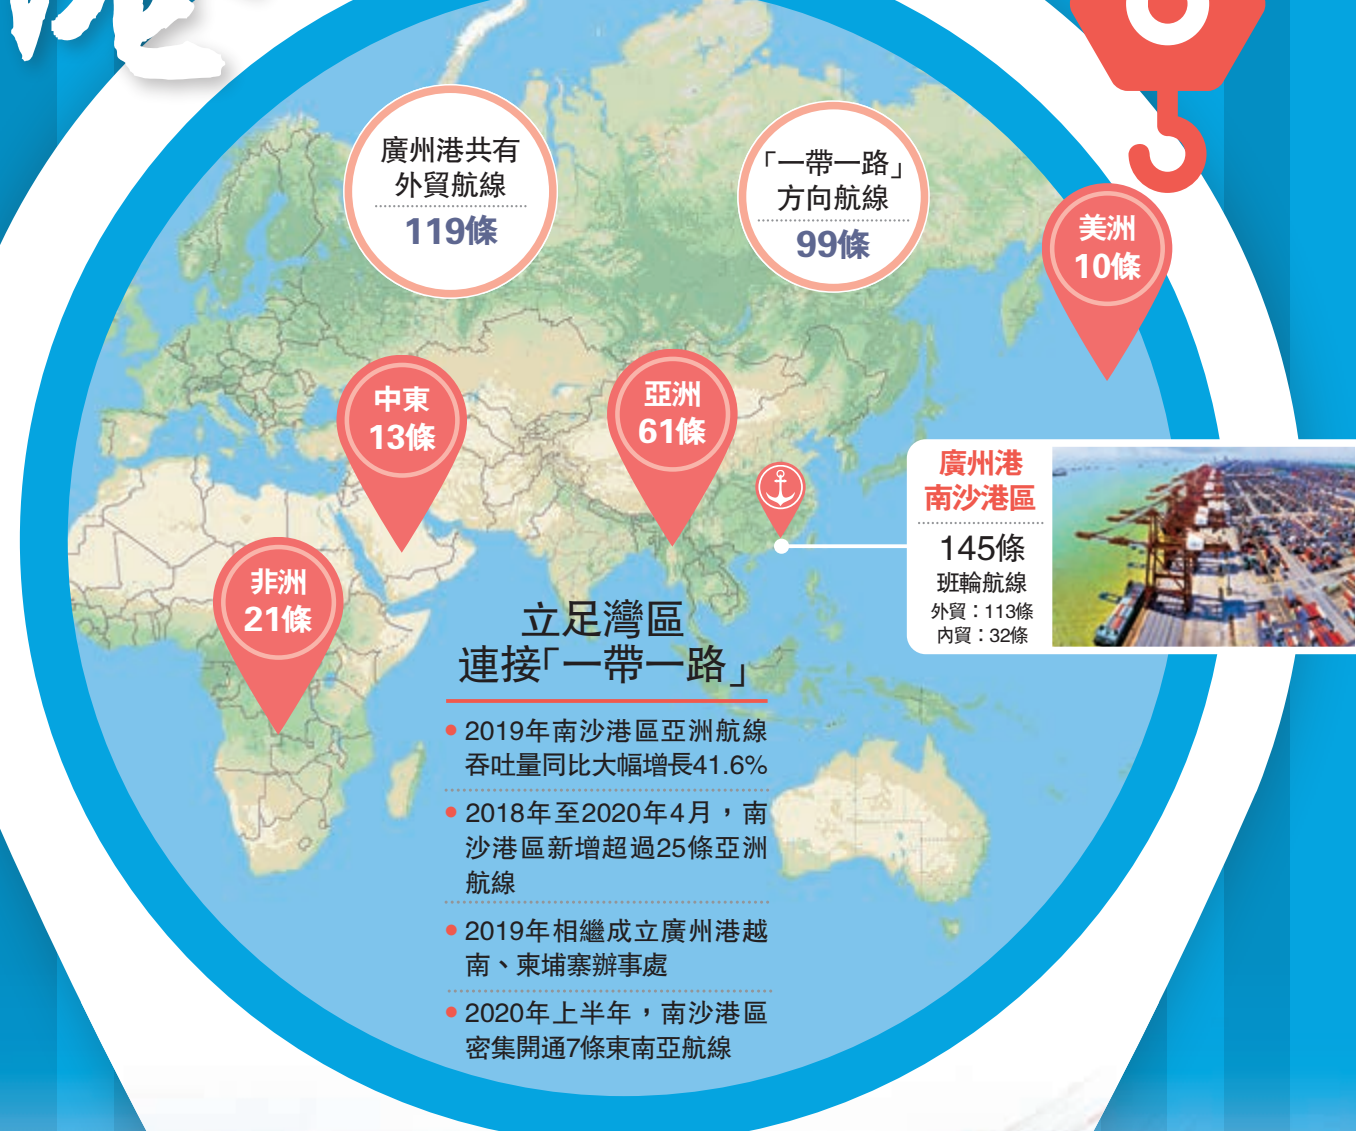 港
廣州港共有
外貿航線
119條
「一帶一路」
方向航線
99條
美洲
10條
中東
13條
亞洲
61條
非洲
21條
廣州港
南沙港區
145條
班輪航線
外貿：113條
內貿：32條
立足灣區
連接「一帶一路」
2019年南沙港區亞洲航線
吞吐量同比大幅增長41.6%
2018年至2020年4月，南
沙港區新增超過25條亞洲
航線
2019年相繼成立廣州港越
南、柬埔寨辦事處
2020年上半年，南沙港區
密集開通7條東南亞航線